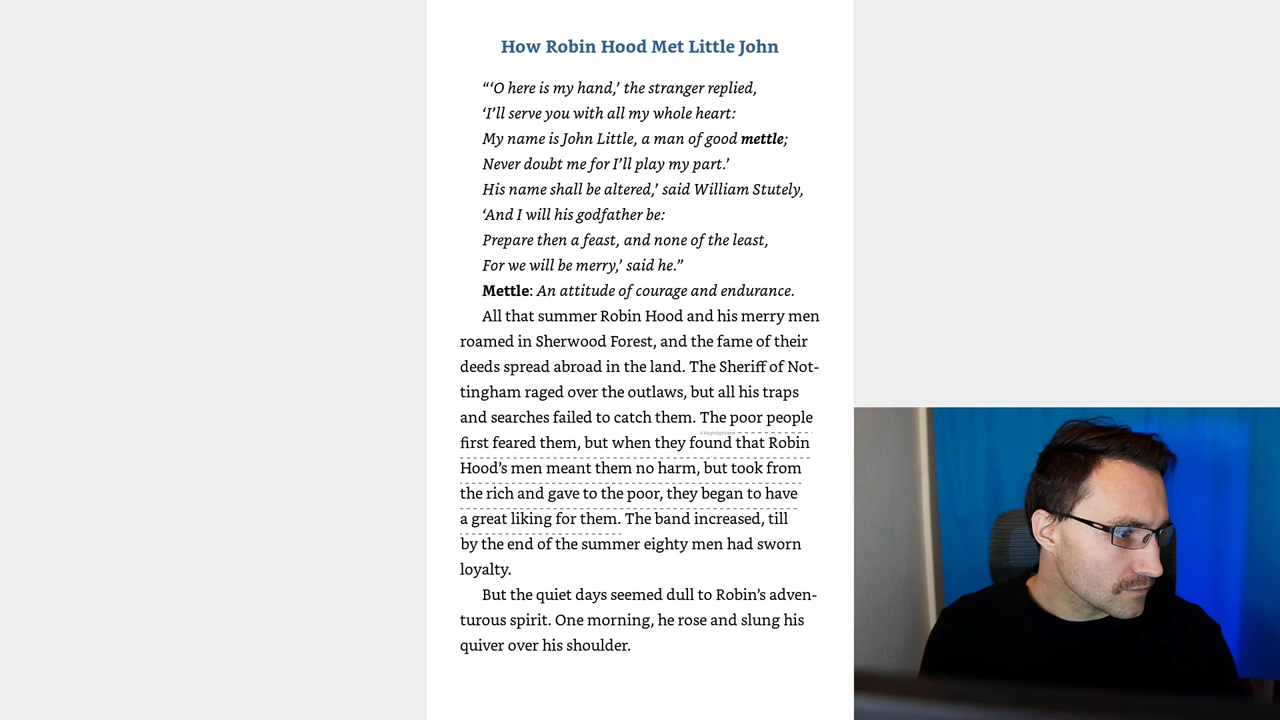 How Robin Hood Met Little John
“‘O here is my hand,’ the stranger replied,
‘I’ll serve you with all my whole heart:
My name is John Little, a man of good mettle;
Never doubt me for I’ll play my part.’
His name shall be altered,’ said William Stutely,
‘And I will his godfather be:
Prepare then a feast, and none of the least,
For we will be merry,’ said he.”
Mettle: An attitude of courage and endurance.
All that summer Robin Hood and his merry men
roamed in Sherwood Forest, and the fame of their
deeds spread abroad in the land. The Sheriff of Not-
tingham raged over the outlaws, but all his traps
and searches failed to catch them. The poor people
first feared them, but when they found that Robin
Hood’s men meant them no harm, but took from
the rich and gave to the poor, they began to have
a great liking for them. The band increased, till
by the end of the summer eighty men had sworn
loyalty.
But the quiet days seemed dull to Robin’s adven-
turous spirit. One morning, he rose and slung his
quiver over his shoulder.